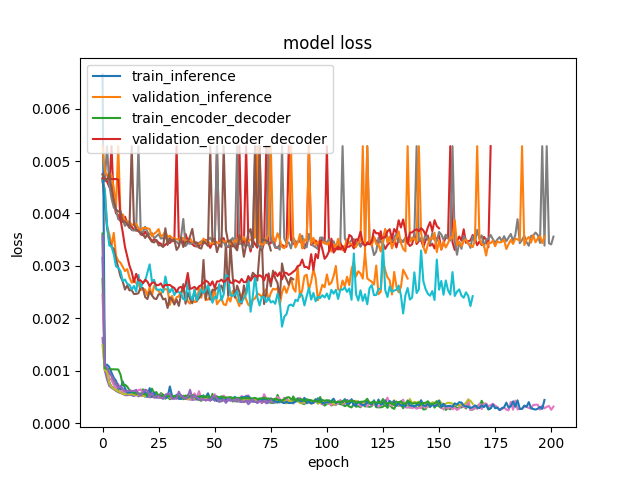 model loss
train_inference
validation_inference
train_encoder_decoder
validation_encoder_decoder
0.006
0.005
0.004
0.003
0.002
0.001
0.000
loss
0 25 50 75 100 125 150 175 200
epoch